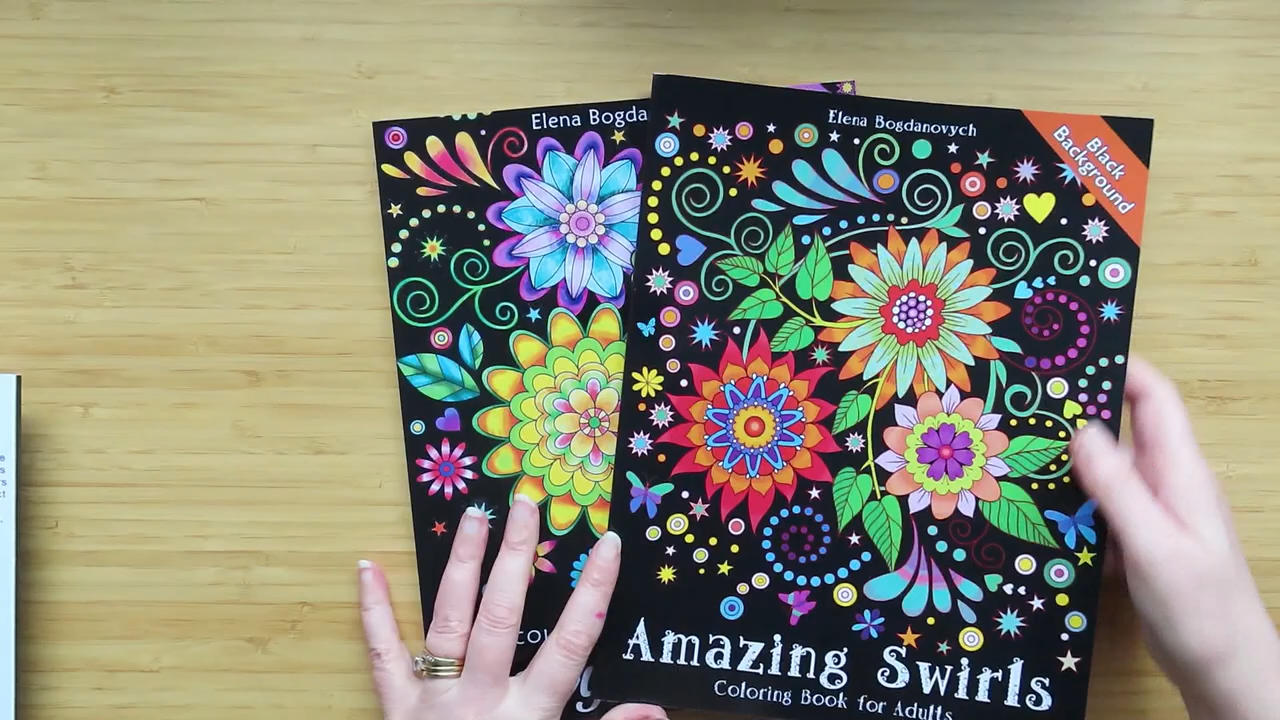 Elena Bogda
Elena Bogdanovych
Black
Background
Amazing Swirls
Coloring Book for Adults